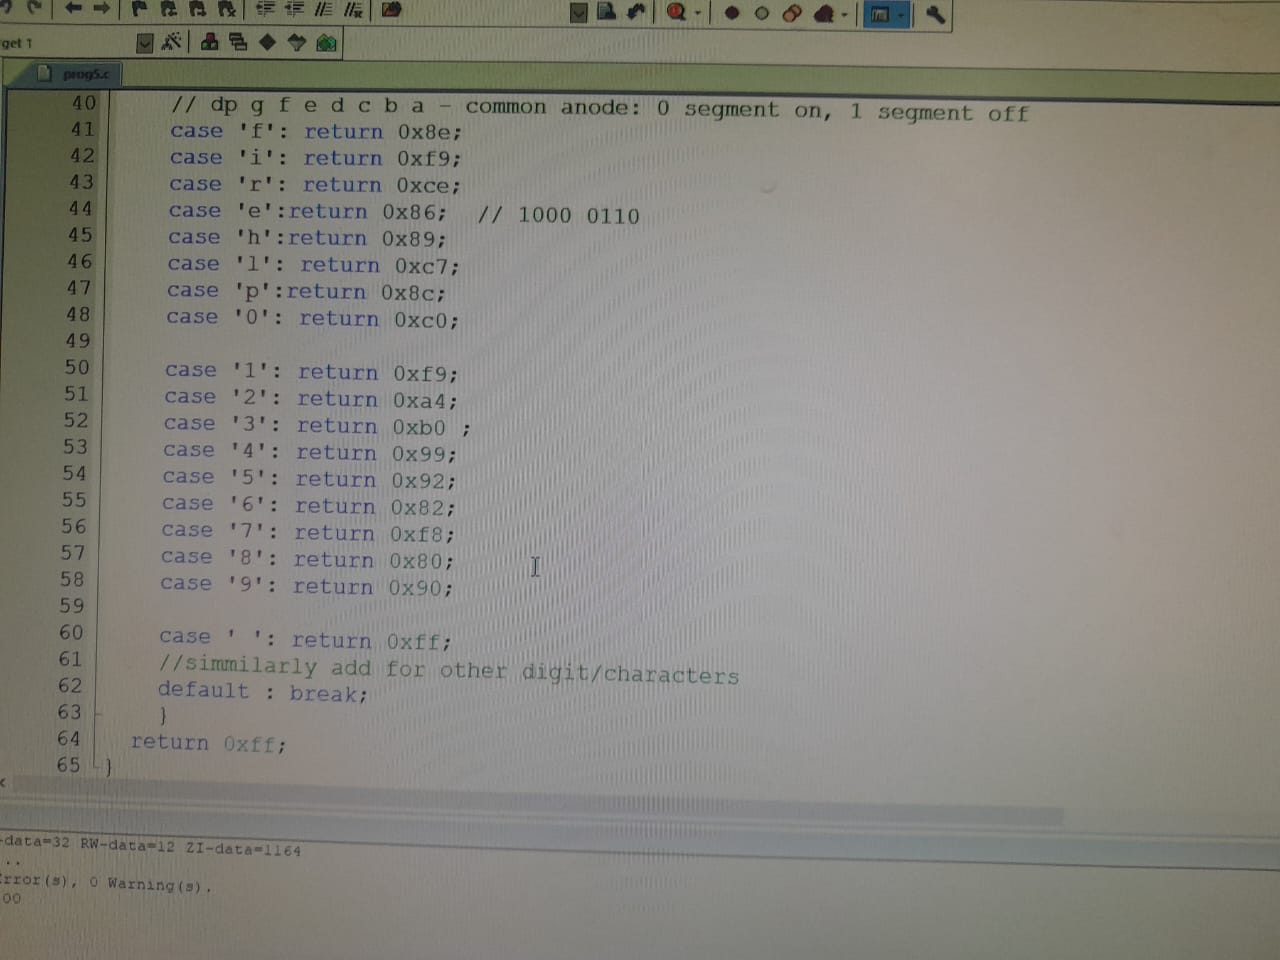 get 1
prog5.c
40 // dp g f e d c b a - common anode: 0 segment on, 1 segment off
41 case 'f': return 0x8e;
42 case 'i': return 0xf9;
43 case 'r': return 0xce;
44 case 'e':return 0x86; // 1000 0110
45 case 'h':return 0x89;
46 case 'l': return 0xc7;
47 case 'p':return 0x8c;
48 case '0': return 0xc0;
49
50 case '1': return 0xf9;
51 case '2': return 0xa4;
52 case '3': return 0xb0 ;
53 case '4': return 0x99;
54 case '5': return 0x92;
55 case '6': return 0x82;
56 case '7': return 0xf8;
57 case '8': return 0x80;
58 case '9': return 0x90;
59
60 case ' ': return 0xff;
61 //simmilarly add for other digit/characters
62 default : break;
63 }
64 return 0xff;
65 }
-data=32 RW-data=12 ZI-data=1164
..
Error(s), 0 Warning(s).
00